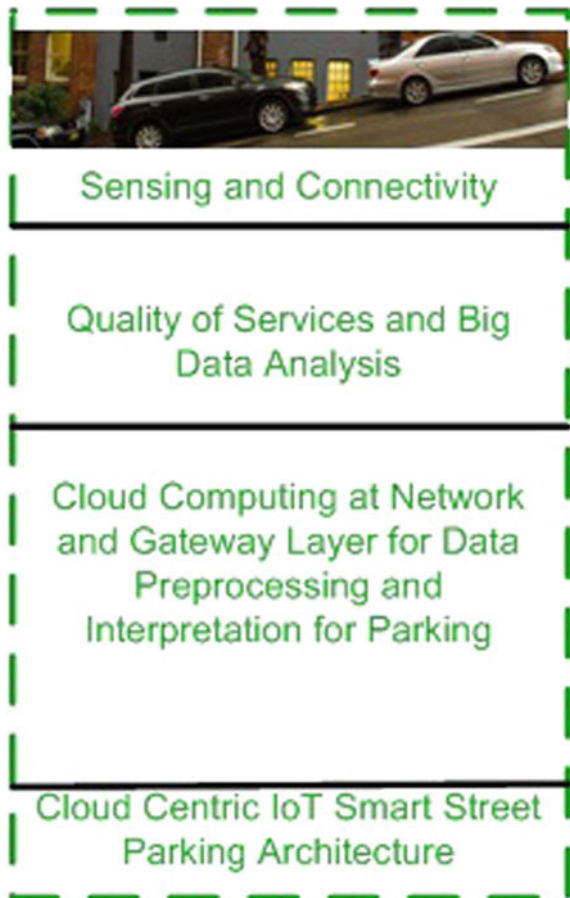 Sensing and Connectivity
Quality of Services and Big
Data Analysis
Cloud Computing at Network
and Gateway Layer for Data
Preprocessing and
Interpretation for Parking
Cloud Centric IoT Smart Street
Parking Architecture